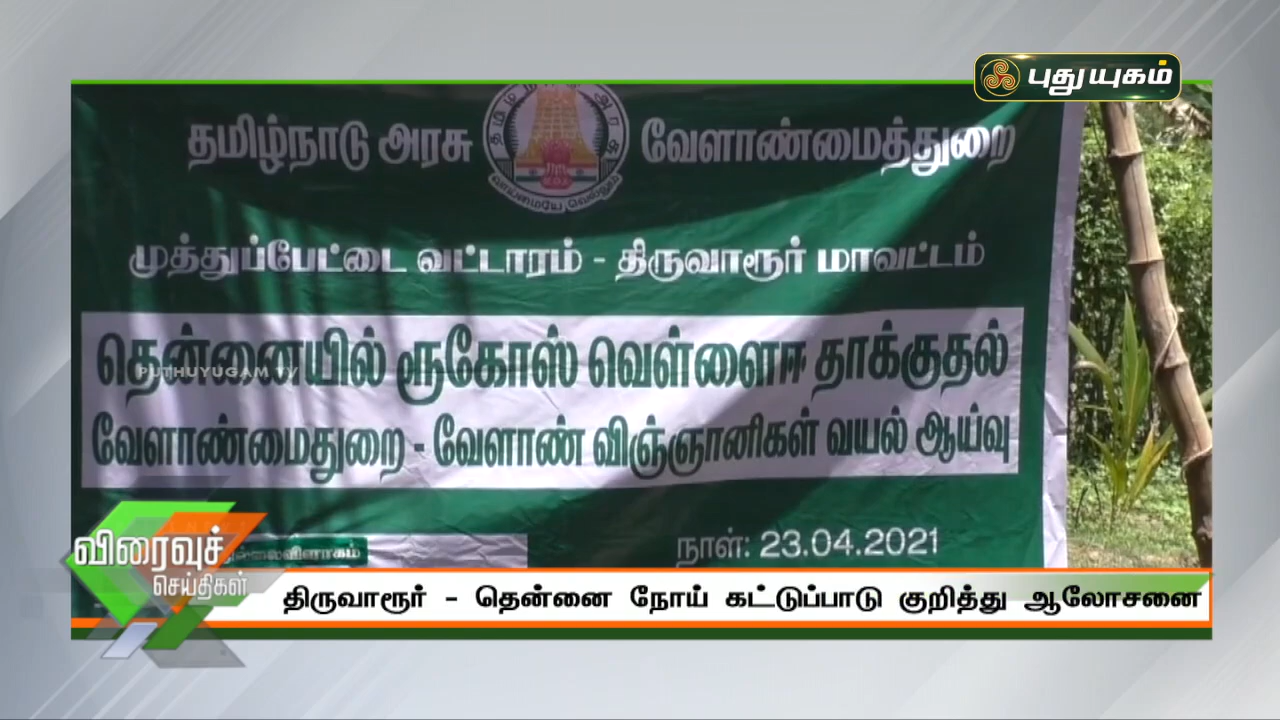 புதுயுகம்
தமிழ்நாடு அரசு வேளாண்மைத்துறை
வாய்மையே வெல்லும்
முத்துப்பேட்டை வட்டாரம் - திருவாரூர் மாவட்டம்
தென்னையில் ரூகோஸ் வெள்ளைஈ தாக்குதல்
PUTHUYUGAM TV
வேளாண்மைதுறை - வேளாண் விஞ்ஞானிகள் வயல் ஆய்வு
நாள்: 23.04.2021
விரைவுச்
செய்திகள்
திருவாரூர் - தென்னை நோய் கட்டுப்பாடு குறித்து ஆலோசனை